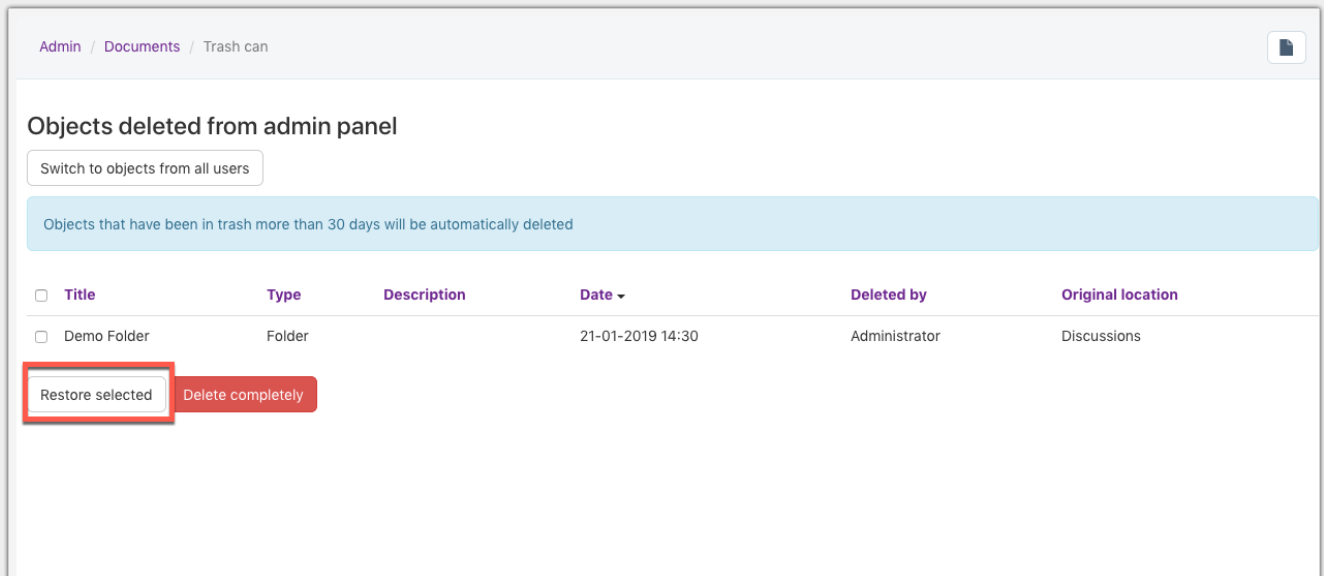 Admin / Documents / Trash can
Objects deleted from admin panel
Switch to objects from all users
Objects that have been in trash more than 30 days will be automatically deleted
Title Type Description Date Deleted by Original location
Demo Folder Folder 21-01-2019 14:30 Administrator Discussions
Restore selected Delete completely